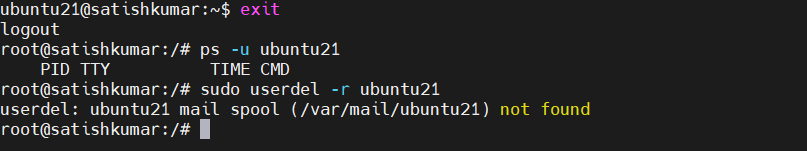 ubuntu21@satishkumar:~$ exit
logout
root@satishkumar:/# ps -u ubuntu21
    PID TTY          TIME CMD
root@satishkumar:/# sudo userdel -r ubuntu21
userdel: ubuntu21 mail spool (/var/mail/ubuntu21) not found
root@satishkumar:/#